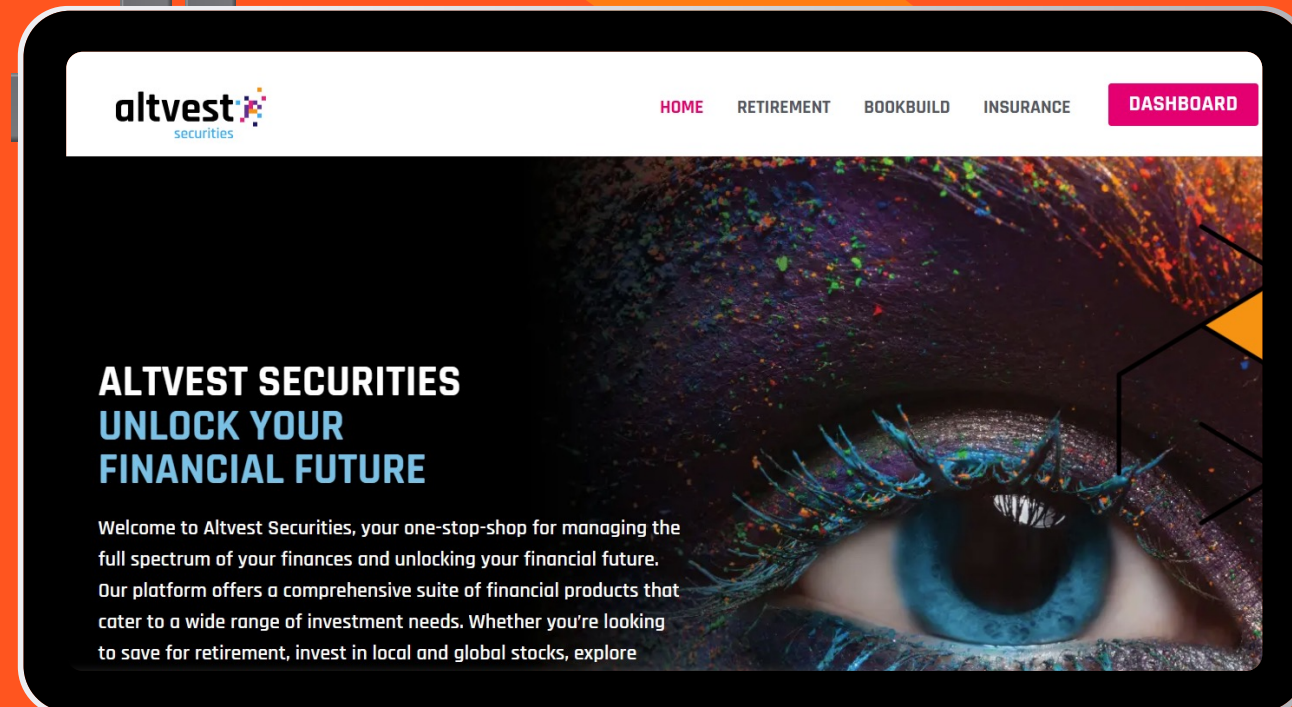 altvest
securities
HOME RETIREMENT BOOKBUILD INSURANCE DASHBOARD
ALTVEST SECURITIES
UNLOCK YOUR
FINANCIAL FUTURE
Welcome to Altvest Securities, your one-stop-shop for managing the
full spectrum of your finances and unlocking your financial future.
Our platform offers a comprehensive suite of financial products that
cater to a wide range of investment needs. Whether you're looking
to save for retirement, invest in local and global stocks, explore